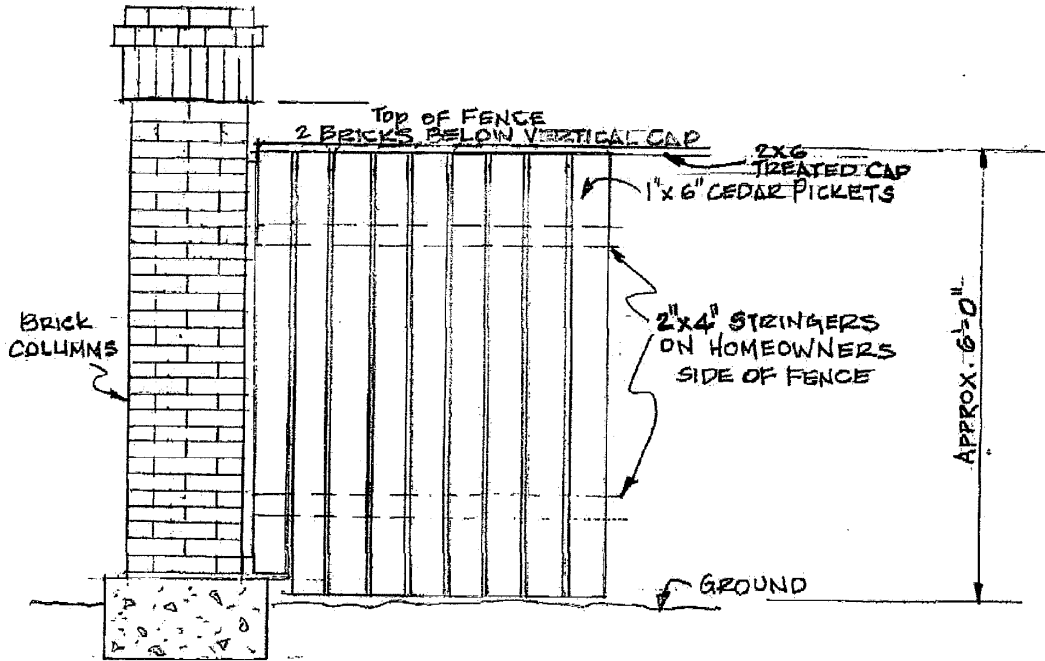 TOP OF FENCE
2 BRICKS BELOW VERTICAL CAP
2X6
TREATED CAP
1"X 6" CEDAR PICKETS
BRICK
COLUMNS
2"X4" STRINGERS
ON HOMEOWNERS
SIDE OF FENCE
APPROX. 6'-0"
GROUND